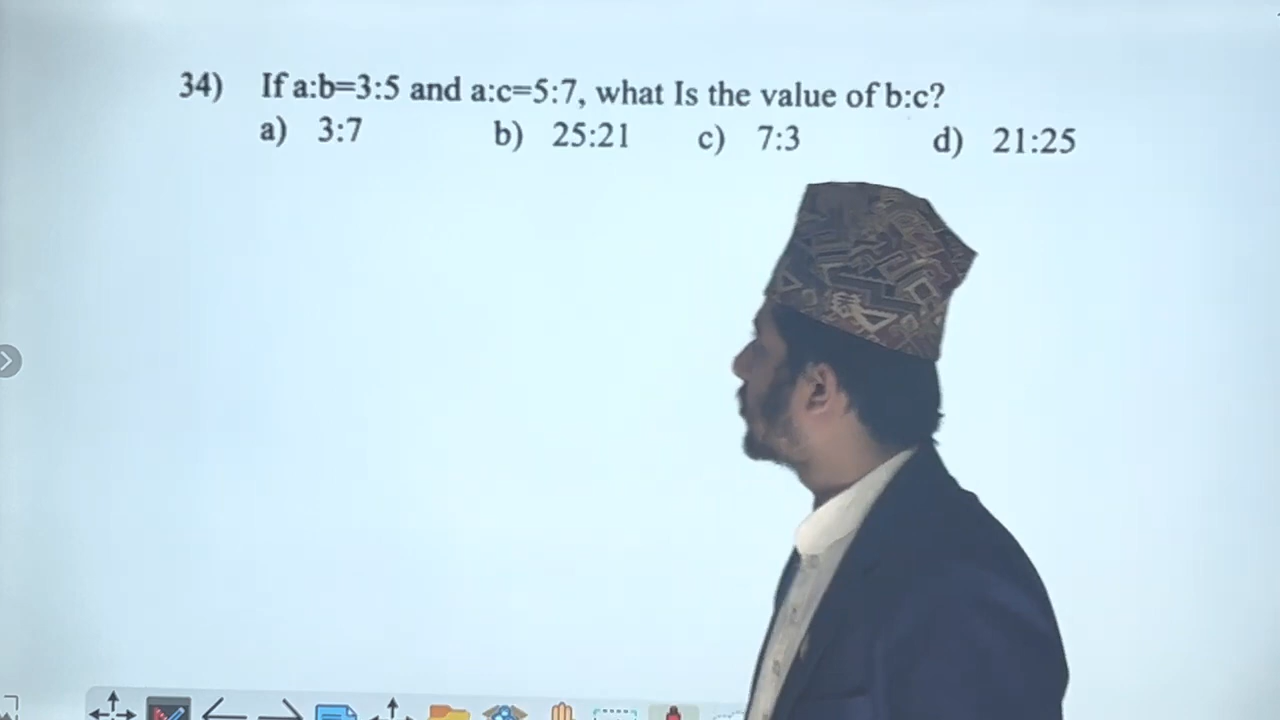 34) If a:b=3:5 and a:c=5:7, what Is the value of b:c?
a) 3:7 b) 25:21 c) 7:3 d) 21:25